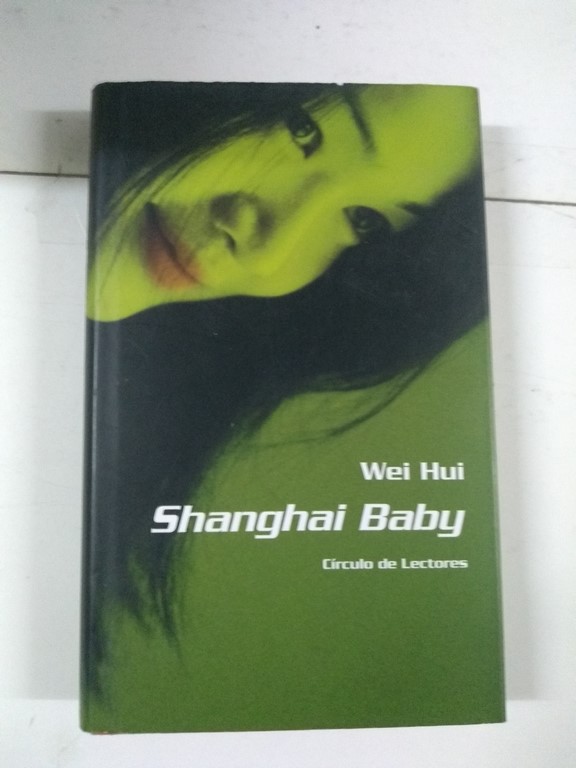 Wei Hui
Shanghai Baby
Círculo de Lectores